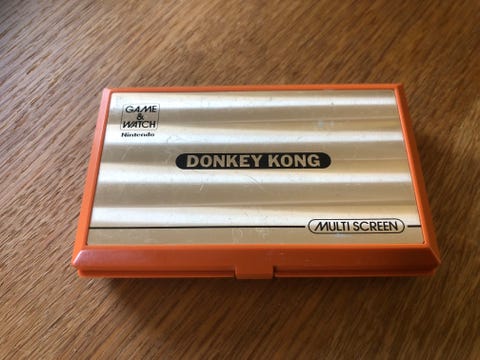 GAME
&
WATCH
Nintendo
DONKEY KONG
MULTI SCREEN